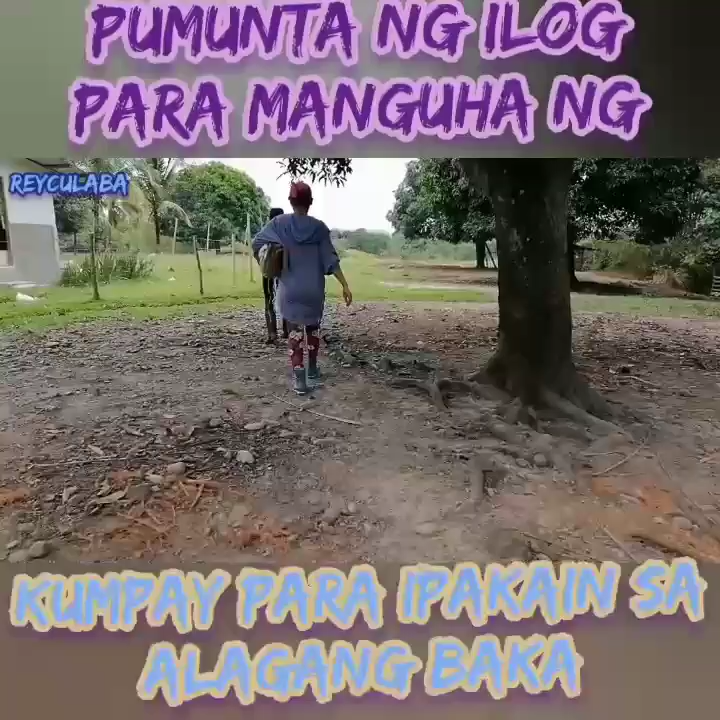 PUMUNTA NG ILOG
PARA MANGUHA NG
REYCULABA
KUMPAY PARA IPAKAIN SA
ALAGANG BAKA